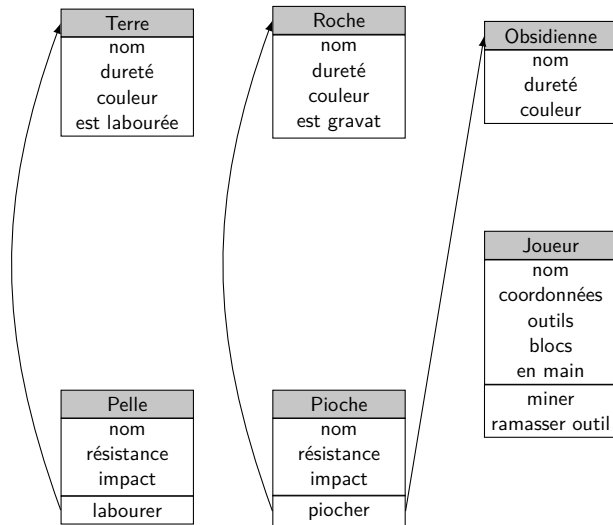 Terre
nom
dureté
couleur
est labourée
Roche
nom
dureté
couleur
est gravat
Obsidienne
nom
dureté
couleur
Joueur
nom
coordonnées
outils
blocs
en main
miner
ramasser outil
Pelle
nom
résistance
impact
labourer
Pioche
nom
résistance
impact
piocher